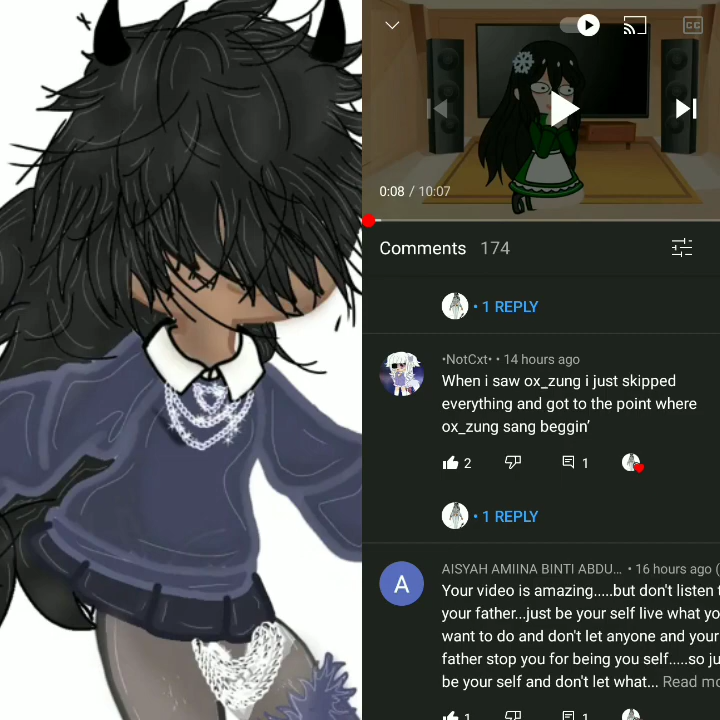 CC
0:08 / 10:07
Comments 174
• 1 REPLY
•NotCxt• • 14 hours ago
When i saw ox_zung i just skipped
everything and got to the point where
ox_zung sang beggin’
2 1
• 1 REPLY
A
AISYAH AMIINA BINTI ABDU... • 16 hours ago (
Your video is amazing.....but don't listen t
your father...just be your self live what yo
want to do and don't let anyone and your
father stop you for being you self.....so ju
be your self and don't let what... Read mo
1 1